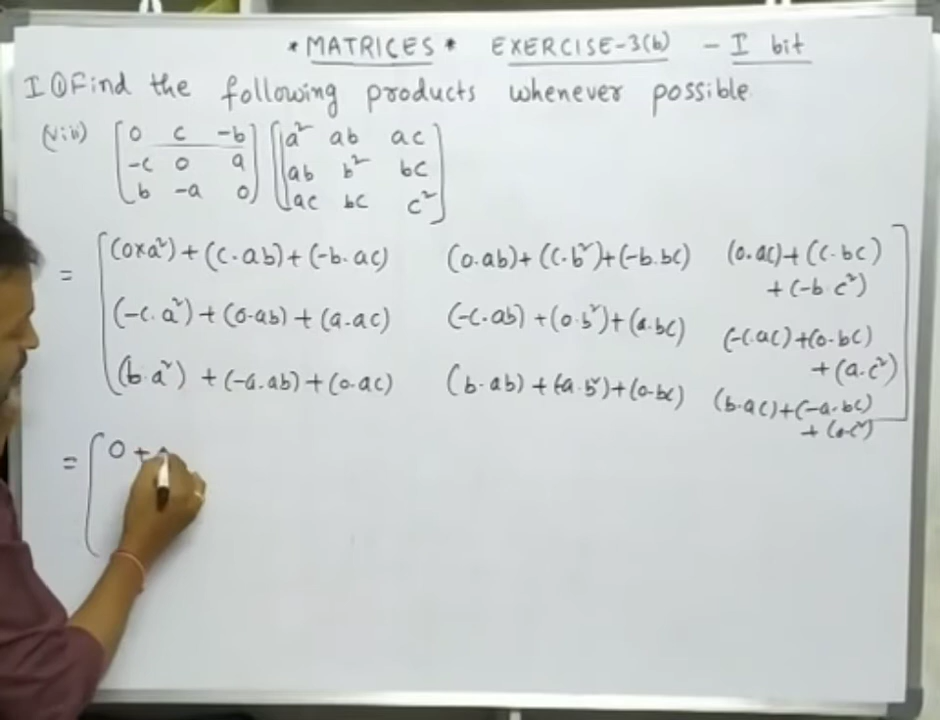 *MATRICES* EXERCISE-3(b) - I bit
I ① Find the following products whenever possible
(viii) [0 c -b] [a² ab ac]
[-c 0 a] [ab b² bc]
[b -a 0] [ac bc c²]
= [(0×a²)+(c·ab)+(-b·ac) (0·ab)+(c·b²)+(-b·bc) (0·ac)+(c·bc)
+(-b·c²)
(-c·a²)+(0·ab)+(a·ac) (-c·ab)+(0·b²)+(a·bc) (-c·ac)+(0·bc)
+(a·c²)
(b·a²)+(-a·ab)+(0·ac) (b·ab)+(-a·b²)+(0·bc) (b·ac)+(-a·bc)
+(0·c²)]
= [0+